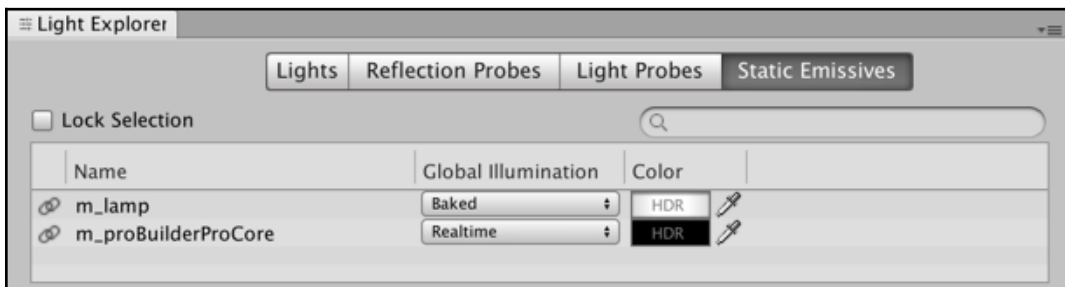 Light Explorer
Lights Reflection Probes Light Probes Static Emissives
Lock Selection
Name Global Illumination Color
m_lamp Baked HDR
m_proBuilderProCore Realtime HDR